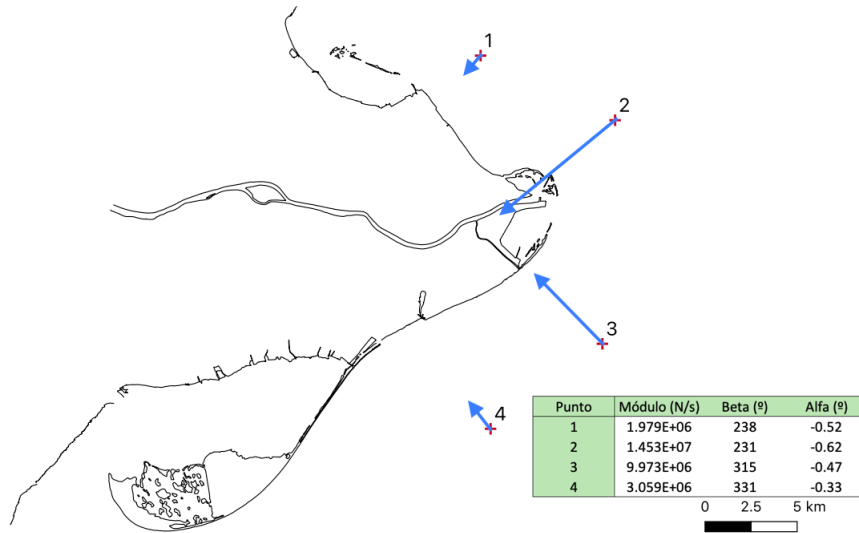 1
2
3
4
Punto Módulo (N/s) Beta (º) Alfa (º)
1 1.979E+06 238 -0.52
2 1.453E+07 231 -0.62
3 9.973E+06 315 -0.47
4 3.059E+06 331 -0.33
0 2.5 5 km